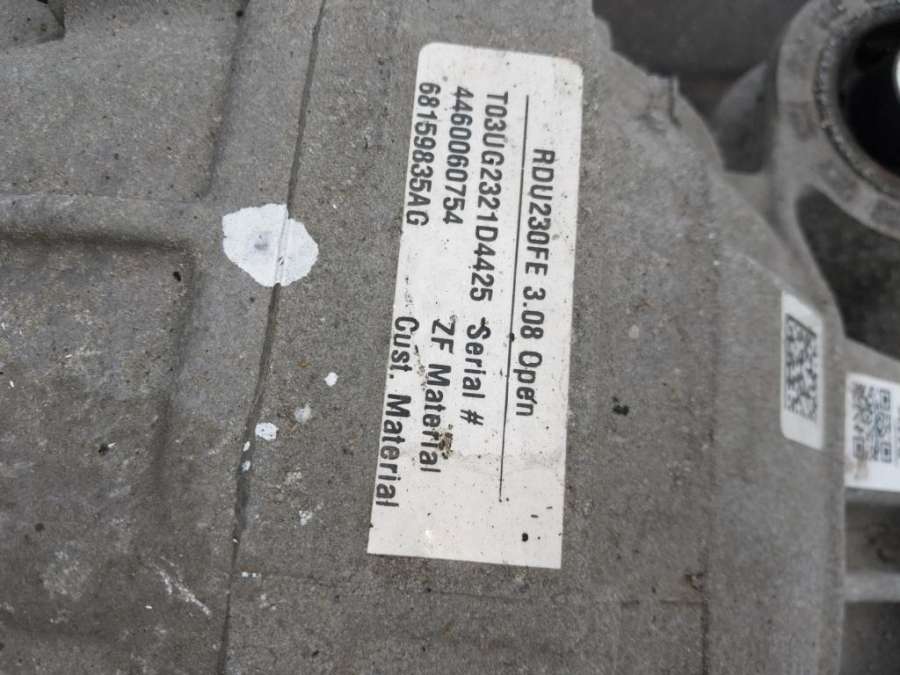 RDU230FE 3.08 Open
T03UG2321D4425 Serial #
4460060754 ZF Material
68159835AG Cust. Material